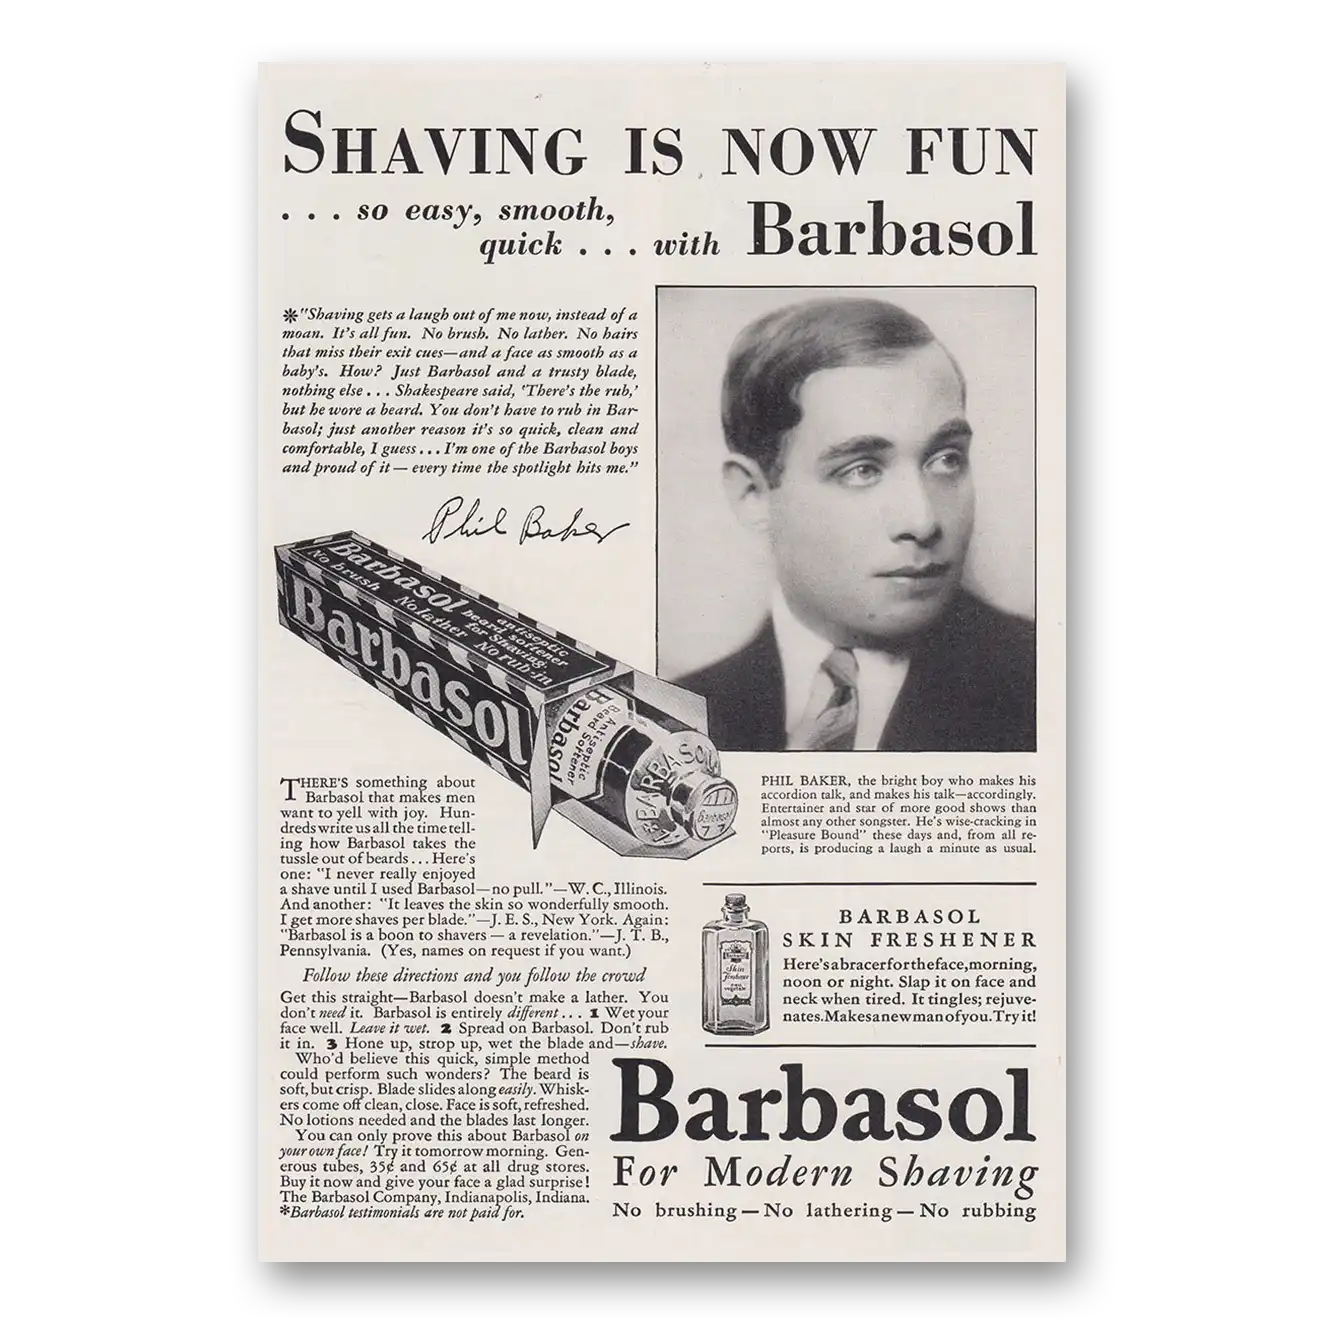 SHAVING IS NOW FUN
. . . so easy, smooth,
quick . . . with Barbasol
*"Shaving gets a laugh out of me now, instead of a
moan. It's all fun. No brush. No lather. No hairs
that miss their exit cues—and a face as smooth as a
baby's. How? Just Barbasol and a trusty blade,
nothing else . . . Shakespeare said, 'There's the rub,'
but he wore a beard. You don't have to rub in Bar-
basol; just another reason it's so quick, clean and
comfortable, I guess . . . I'm one of the Barbasol boys
and proud of it — every time the spotlight hits me."
Phil Baker
Barbasol
No brush
antiseptic
beard softener
for Shaving.
No lather No rub-in
Barbasol
Barbasol
Antiseptic
Beard Softener
BARBASOL
Barbasol
PHIL BAKER, the bright boy who makes his
accordion talk, and makes his talk—accordingly.
Entertainer and star of more good shows than
almost any other songster. He's wise-cracking in
"Pleasure Bound" these days and, from all re-
ports, is producing a laugh a minute as usual.
THERE'S something about
Barbasol that makes men
want to yell with joy. Hun-
dreds write us all the time tell-
ing how Barbasol takes the
tussle out of beards . . . Here's
one: "I never really enjoyed
a shave until I used Barbasol—no pull."—W. C., Illinois.
And another: "It leaves the skin so wonderfully smooth.
I get more shaves per blade."—J. E. S., New York. Again:
"Barbasol is a boon to shavers — a revelation."—J. T. B.,
Pennsylvania. (Yes, names on request if you want.)
Follow these directions and you follow the crowd
Get this straight—Barbasol doesn't make a lather. You
don't need it. Barbasol is entirely different . . . 1 Wet your
face well. Leave it wet. 2 Spread on Barbasol. Don't rub
it in. 3 Hone up, strop up, wet the blade and—shave.
Who'd believe this quick, simple method
could perform such wonders? The beard is
soft, but crisp. Blade slides along easily. Whisk-
ers come off clean, close. Face is soft, refreshed.
No lotions needed and the blades last longer.
You can only prove this about Barbasol on
your own face! Try it tomorrow morning. Gen-
erous tubes, 35¢ and 65¢ at all drug stores.
Buy it now and give your face a glad surprise!
The Barbasol Company, Indianapolis, Indiana.
*Barbasol testimonials are not paid for.
BARBASOL
SKIN FRESHENER
Here's a bracer for the face, morning,
noon or night. Slap it on face and
neck when tired. It tingles; rejuve-
nates. Makes a new man of you. Try it!
Skin
Freshener
Barbasol
For Modern Shaving
No brushing — No lathering — No rubbing